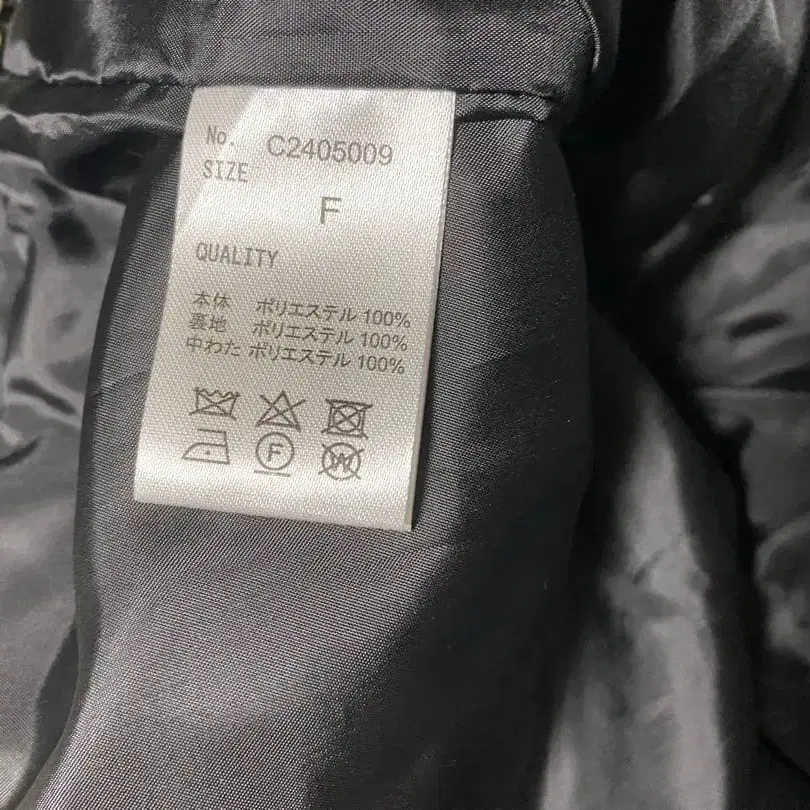 No. C2405009
SIZE
F
QUALITY
本体 ポリエステル 100%
裏地 ポリエステル 100%
中わた ポリエステル 100%
F
W